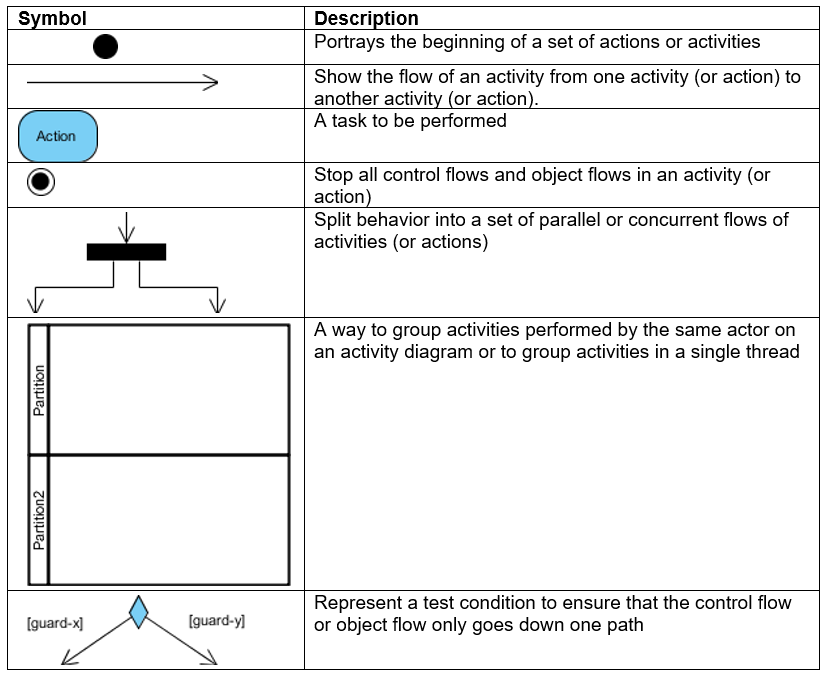 Symbol Description
Portrays the beginning of a set of actions or activities
Show the flow of an activity from one activity (or action) to
another activity (or action).
Action
A task to be performed
Stop all control flows and object flows in an activity (or
action)
Split behavior into a set of parallel or concurrent flows of
activities (or actions)
Partition
Partition2
A way to group activities performed by the same actor on
an activity diagram or to group activities in a single thread
[guard-x]
[guard-y]
Represent a test condition to ensure that the control flow
or object flow only goes down one path